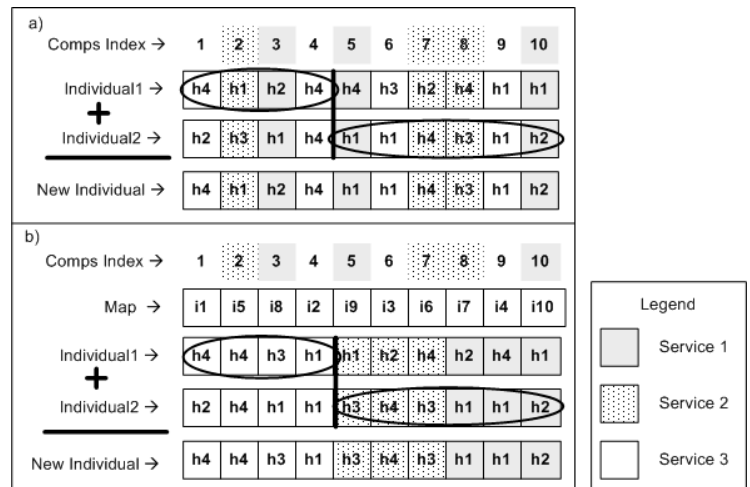 a)
Comps Index → 1 2 3 4 5 6 7 8 9 10
Individual1 → h4 h1 h2 h4 h4 h3 h2 h4 h1 h1
+
Individual2 → h2 h3 h1 h4 h1 h1 h4 h3 h1 h2
New Individual → h4 h1 h2 h4 h1 h1 h4 h3 h1 h2
b)
Comps Index → 1 2 3 4 5 6 7 8 9 10
Map → i1 i5 i8 i2 i9 i3 i6 i7 i4 i10
Individual1 → h4 h4 h3 h1 h1 h2 h4 h2 h4 h1
+
Individual2 → h2 h4 h1 h1 h3 h4 h3 h1 h1 h2
New Individual → h4 h4 h3 h1 h3 h4 h3 h1 h1 h2
Legend
Service 1
Service 2
Service 3